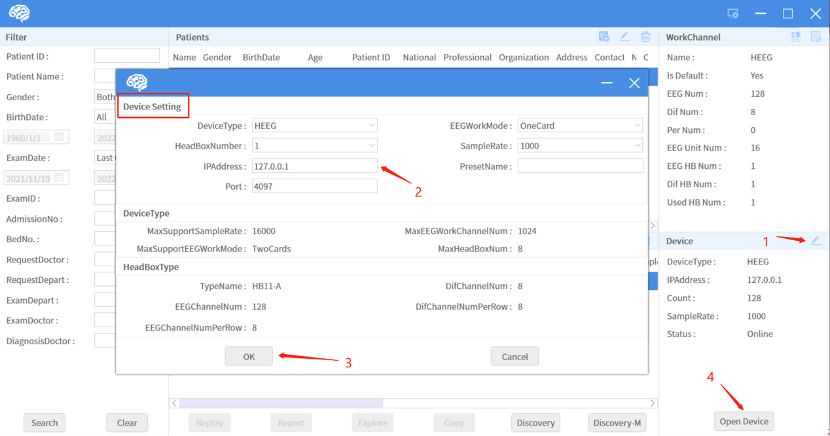 Filter
Patient ID :
Patient Name :
Gender : Both
BirthDate : All
1960/1/1 2022
ExamDate : Last
2021/11/19 2022
ExamID :
AdmissionNo :
BedNo. :
RequestDoctor :
RequestDepart :
ExamDepart :
ExamDoctor :
DiagnosisDoctor :
Search Clear
Patients
Name Gender BirthDate Age Patient ID National Professional Organization Address Contact N C
Device Setting
DeviceType : HEEG EEGWorkMode : OneCard
HeadBoxNumber : 1 SampleRate : 1000
IPAddress : 127.0.0.1 PresetName :
2
Port : 4097
DeviceType
MaxSupportSampleRate : 16000 MaxEEGWorkChannelNum : 1024
MaxSupportEEGWorkMode : TwoCards MaxHeadBoxNum : 8
HeadBoxType
TypeName : HB11-A DifChannelNum : 8
EEGChannelNum : 128 DifChannelNumPerRow : 8
EEGChannelNumPerRow : 8
OK 3 Cancel
Replay Report Explore Copy Discovery Discovery-M
WorkChannel
Name : HEEG
Is Default : Yes
EEG Num : 128
Dif Num : 8
Per Num : 0
EEG Unit Num : 16
EEG HB Num : 1
Dif HB Num : 1
Used HB Num : 1
Device 1
DeviceType : HEEG
IPAddress : 127.0.0.1
Count : 128
SampleRate : 1000
Status : Online
4
Open Device